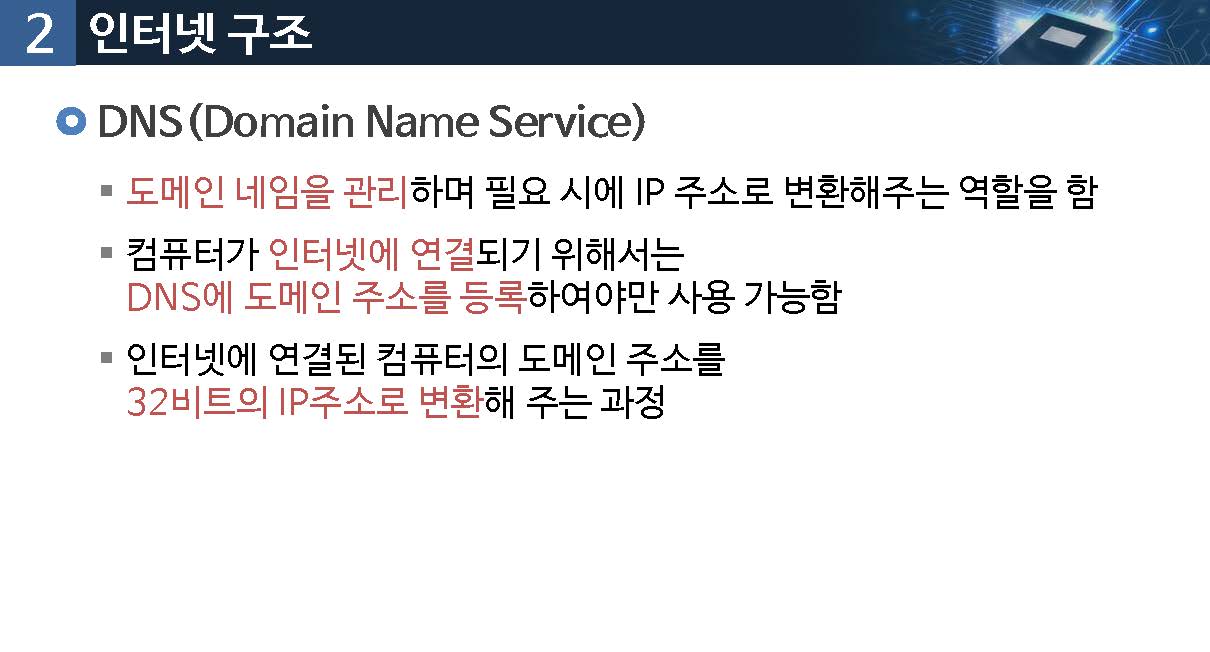 2 인터넷 구조
DNS(Domain Name Service)
도메인 네임을 관리하며 필요 시에 IP 주소로 변환해주는 역할을 함
컴퓨터가 인터넷에 연결되기 위해서는
DNS에 도메인 주소를 등록하여야만 사용 가능함
인터넷에 연결된 컴퓨터의 도메인 주소를
32비트의 IP주소로 변환해 주는 과정